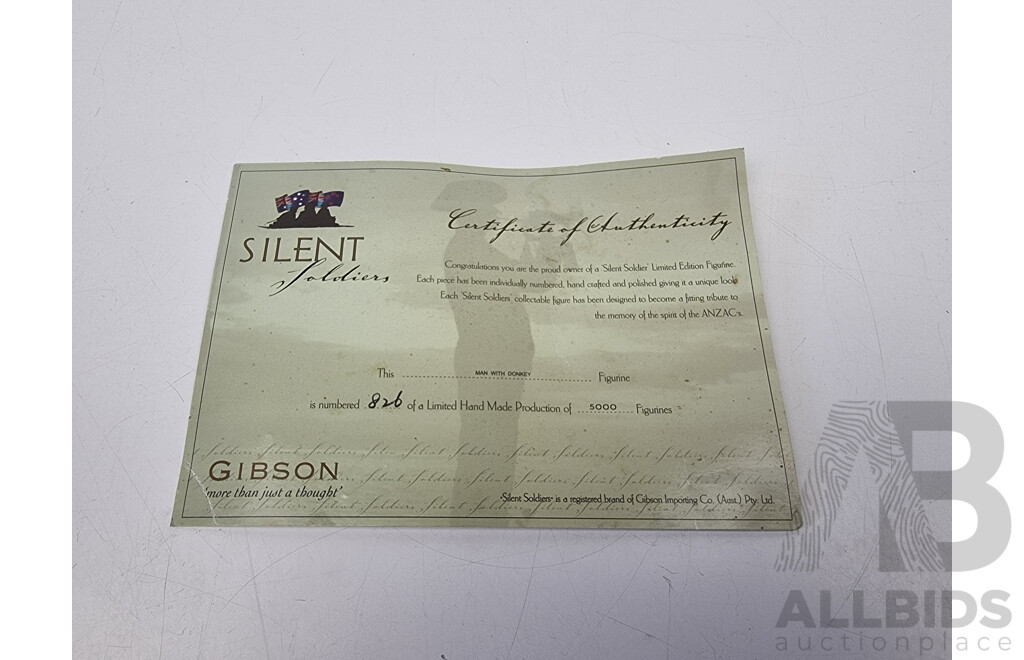 SILENT
Soldiers
Certificate of Authenticity
Congratulations you are the proud owner of a 'Silent Soldier' Limited Edition Figurine.
Each piece has been individually numbered, hand crafted and polished giving it a unique look.
Each 'Silent Soldiers' collectable figure has been designed to become a fitting tribute to
the memory of the spirit of the ANZAC's.
This MAN WITH DONKEY Figurine
is numbered 826 of a Limited Hand Made Production of 5000 Figurines
GIBSON
'more than just a thought'
"Silent Soldiers" is a registered brand of Gibson Importing Co. (Aust.) Pty. Ltd.
AB
ALLBIDS
auctionplace